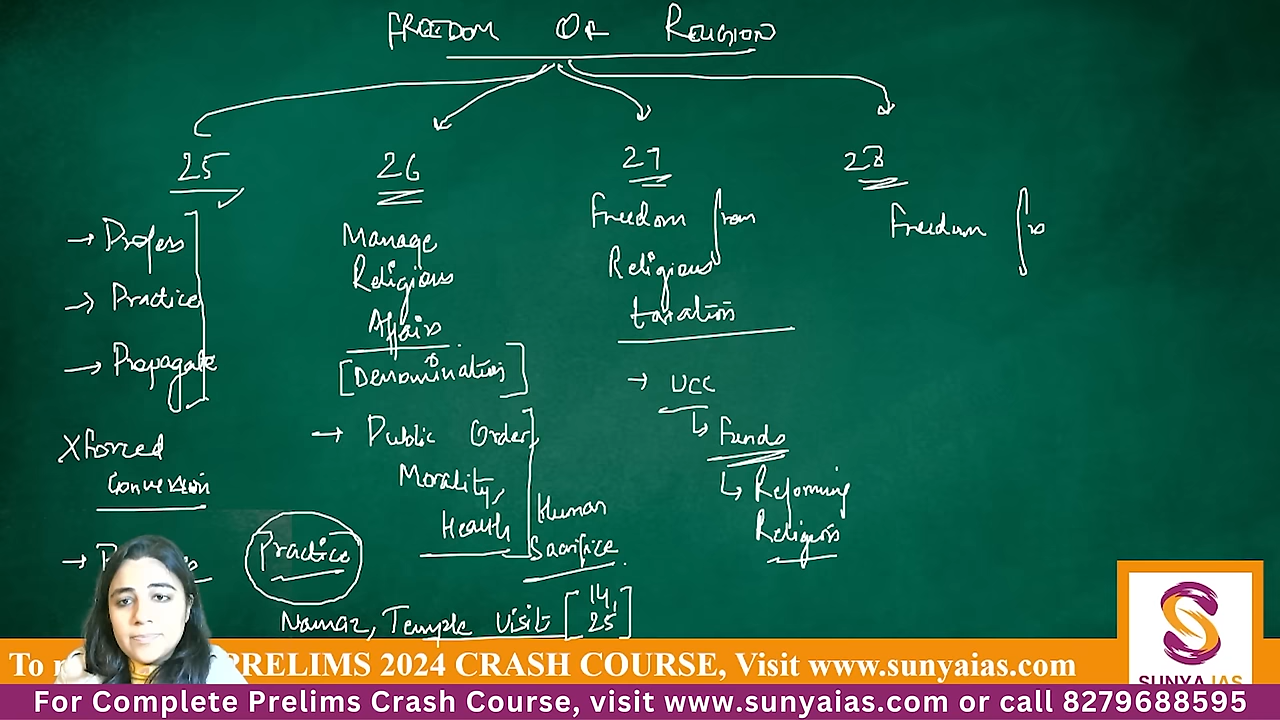 FREEDOM OF RELIGION
25
→ Profess
→ Practice
→ Propagate
X forced
Conversion
→
Practice
Namaz, Temple visit [14, 25]
26
Manage
Religious
Affairs
[Denominations]
→ Public Order,
Morality,
Health
Human
Sacrifice
27
Freedom from
Religious
taxation
→ UCC
↳ Funds
↳ Reforming
Religions
28
Freedom
PRELIMS 2024 CRASH COURSE, Visit www.sunyaias.com
SUNYA IAS
For Complete Prelims Crash Course, visit www.sunyaias.com or call 8279688595